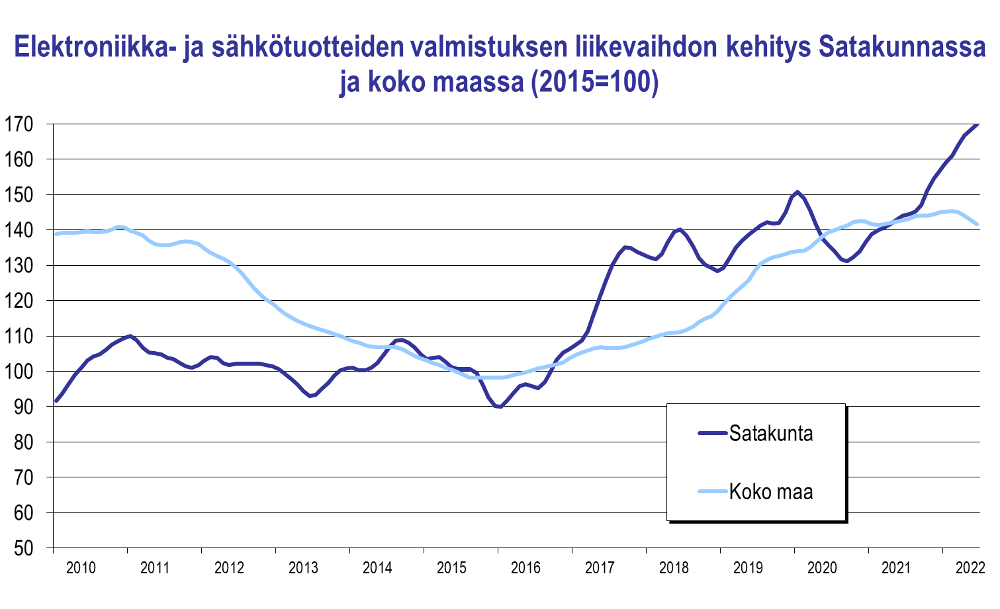 Elektroniikka- ja sähkötuotteiden valmistuksen liikevaihdon kehitys Satakunnassa
ja koko maassa (2015=100)
170
160
150
140
130
120
110
100
90
80
70
60
50
Satakunta
Koko maa
2010 2011 2012 2013 2014 2015 2016 2017 2018 2019 2020 2021 2022